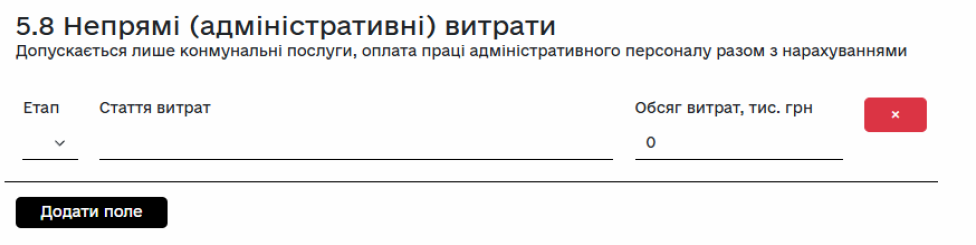 5.8 Непрямі (адміністративні) витрати
Допускається лише конмунальні послуги, оплата праці адміністративного персоналу разом з нарахуваннями
Етап Стаття витрат Обсяг витрат, тис. грн
×
0
Додати поле